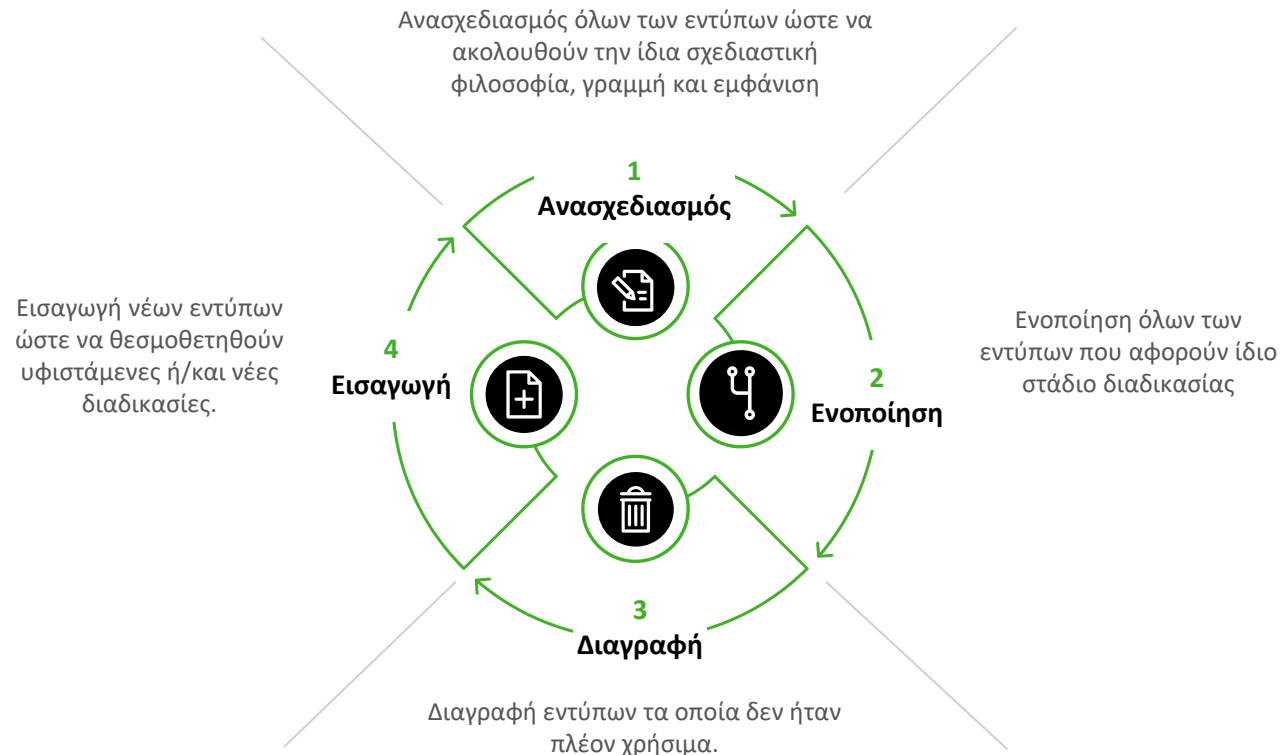 Ανασχεδιασμός όλων των εντύπων ώστε να
ακολουθούν την ίδια σχεδιαστική
φιλοσοφία, γραμμή και εμφάνιση
1
Ανασχεδιασμός
Ενοποίηση όλων των
εντύπων που αφορούν ίδιο
στάδιο διαδικασίας
2
Ενοποίηση
3
Διαγραφή
Διαγραφή εντύπων τα οποία δεν ήταν
πλέον χρήσιμα.
4
Εισαγωγή
Εισαγωγή νέων εντύπων
ώστε να θεσμοθετηθούν
υφιστάμενες ή/και νέες
διαδικασίες.